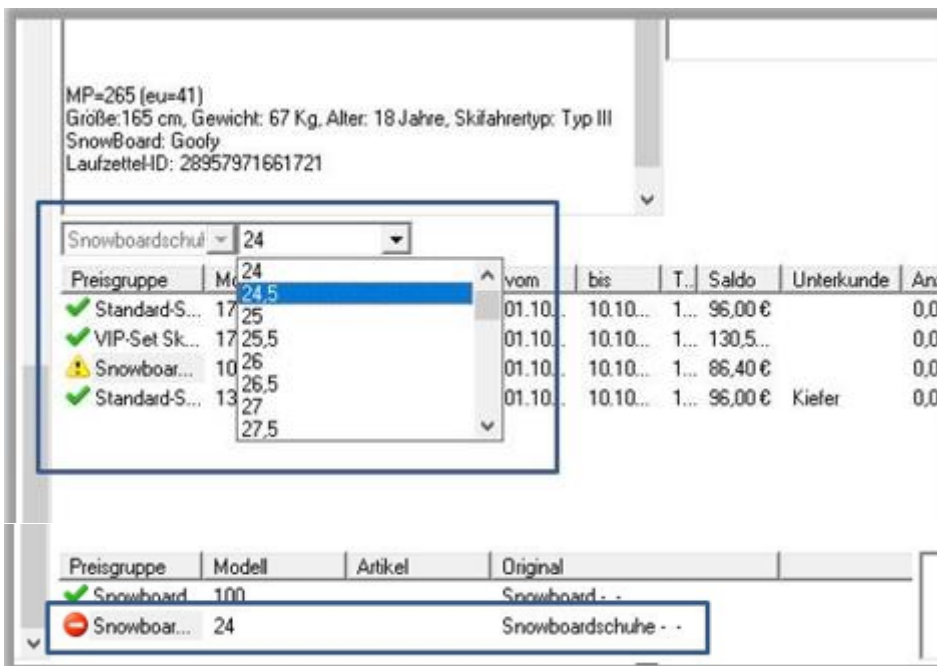 MP=265 (eu=41)
Größe:165 cm, Gewicht: 67 Kg, Alter: 18 Jahre, Skifahrertyp: Typ III
SnowBoard: Goofy
Laufzettel-ID: 28957971661721
Snowboardschuh 24
24
24,5
25
25,5
26
26,5
27
27,5
Preisgruppe Mo vom bis T... Saldo Unterkunde An
Standard-S... 17 01.10... 10.10... 1... 96,00 € 0,0
VIP-Set Sk... 17 01.10... 10.10... 1... 130,5... 0,0
Snowboar... 10 01.10... 10.10... 1... 86,40 € 0,0
Standard-S... 13 01.10... 10.10... 1... 96,00 € Kiefer 0,0
Preisgruppe Modell Artikel Original
Snowboard 100 Snowboard - -
Snowboar... 24 Snowboardschuhe - -